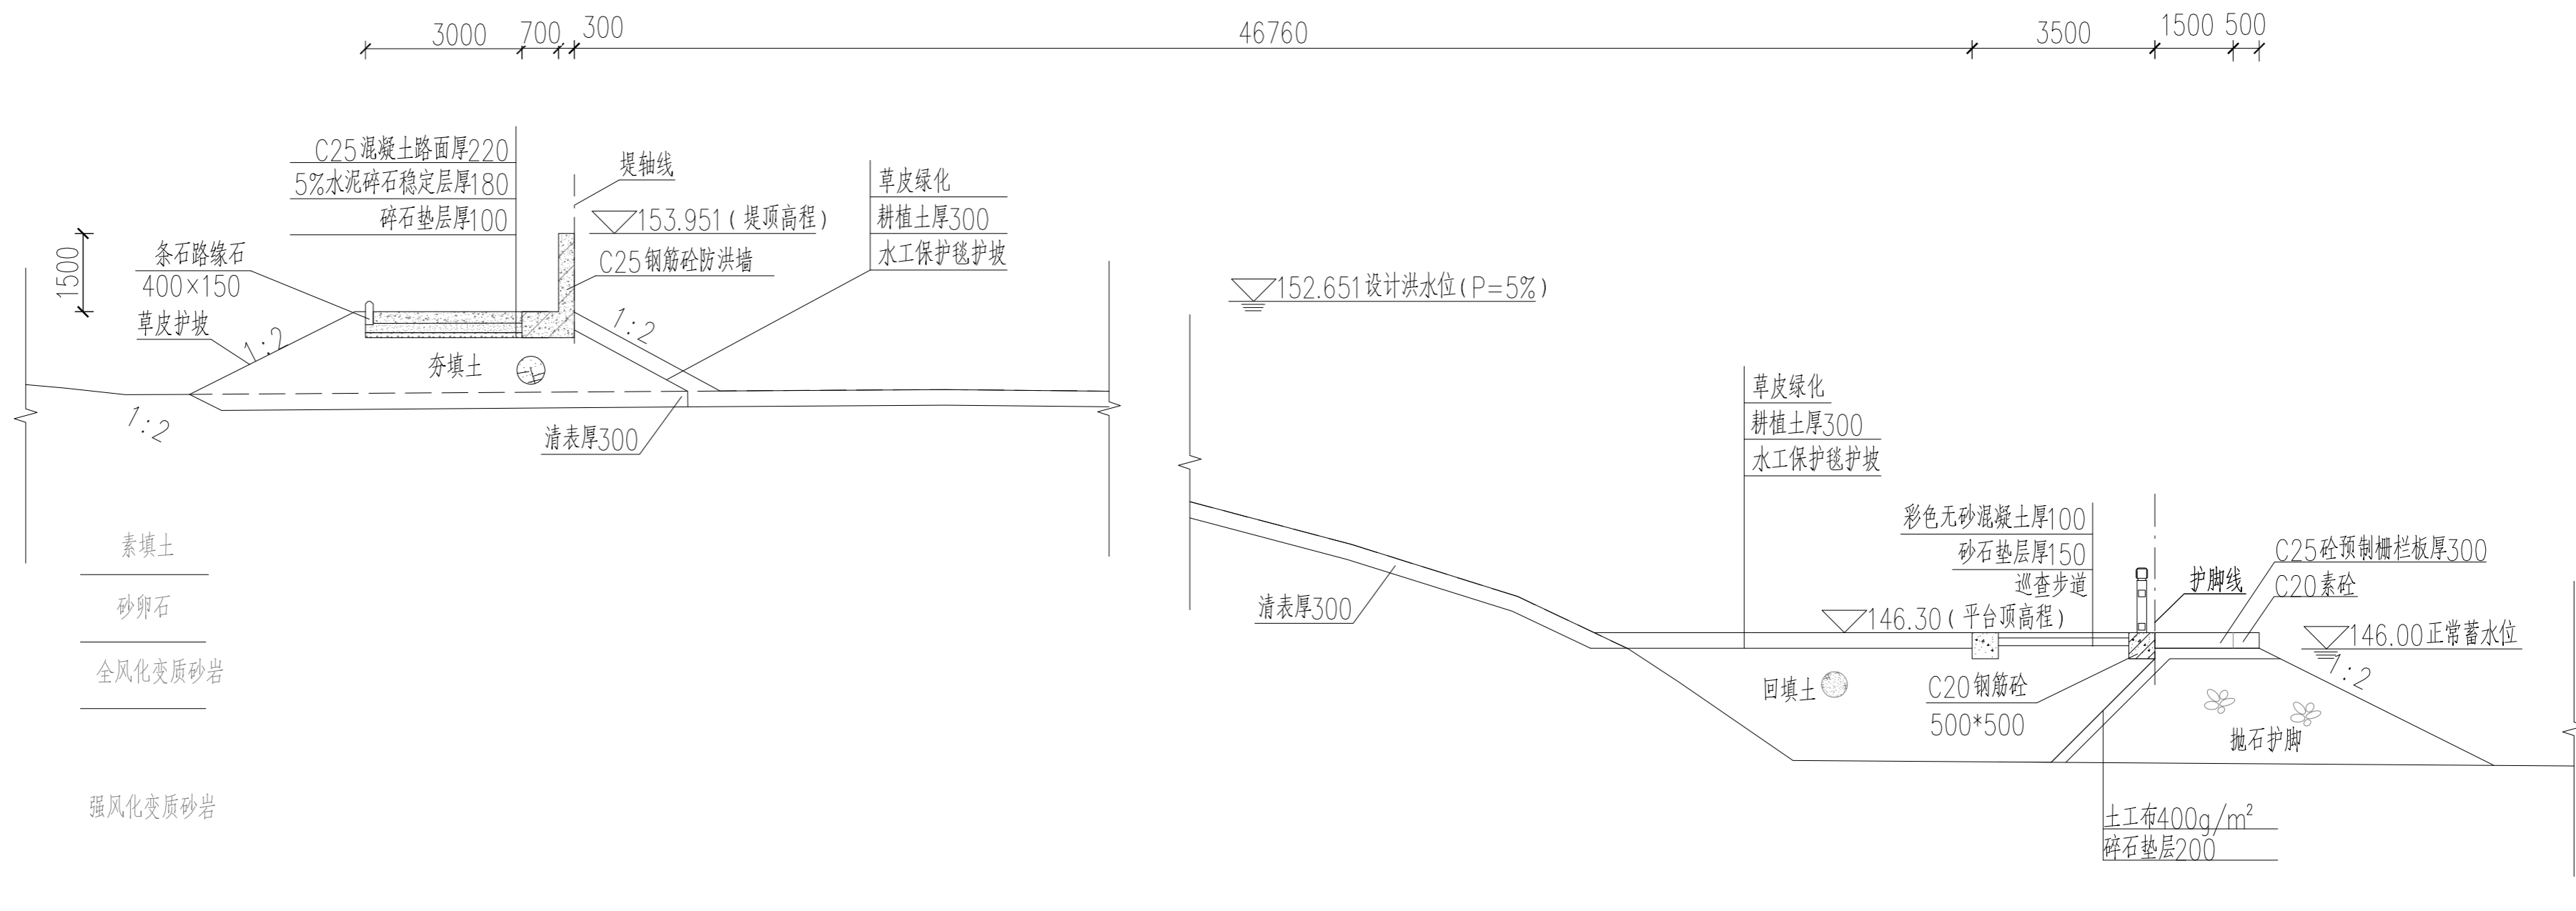 3000
700
300
46760
3500
1500
500
C25混凝土路面厚220
5%水泥碎石稳定层厚180
碎石垫层厚100
堤轴线
153.951(堤顶高程)
C25钢筋砼防洪墙
草皮绿化
耕植土厚300
水工保护毯护坡
1500
条石路缘石
400×150
草皮护坡
1:2
1:2
夯填土
1:2
清表厚300
152.651设计洪水位(P=5%)
草皮绿化
耕植土厚300
水工保护毯护坡
彩色无砂混凝土厚100
砂石垫层厚150
巡查步道
146.30(平台顶高程)
护脚线
C25砼预制栅栏板厚300
C20素砼
146.00正常蓄水位
1:2
清表厚300
回填土
C20钢筋砼
500*500
抛石护脚
土工布400g/m²
碎石垫层200
素填土
砂卵石
全风化变质砂岩
强风化变质砂岩